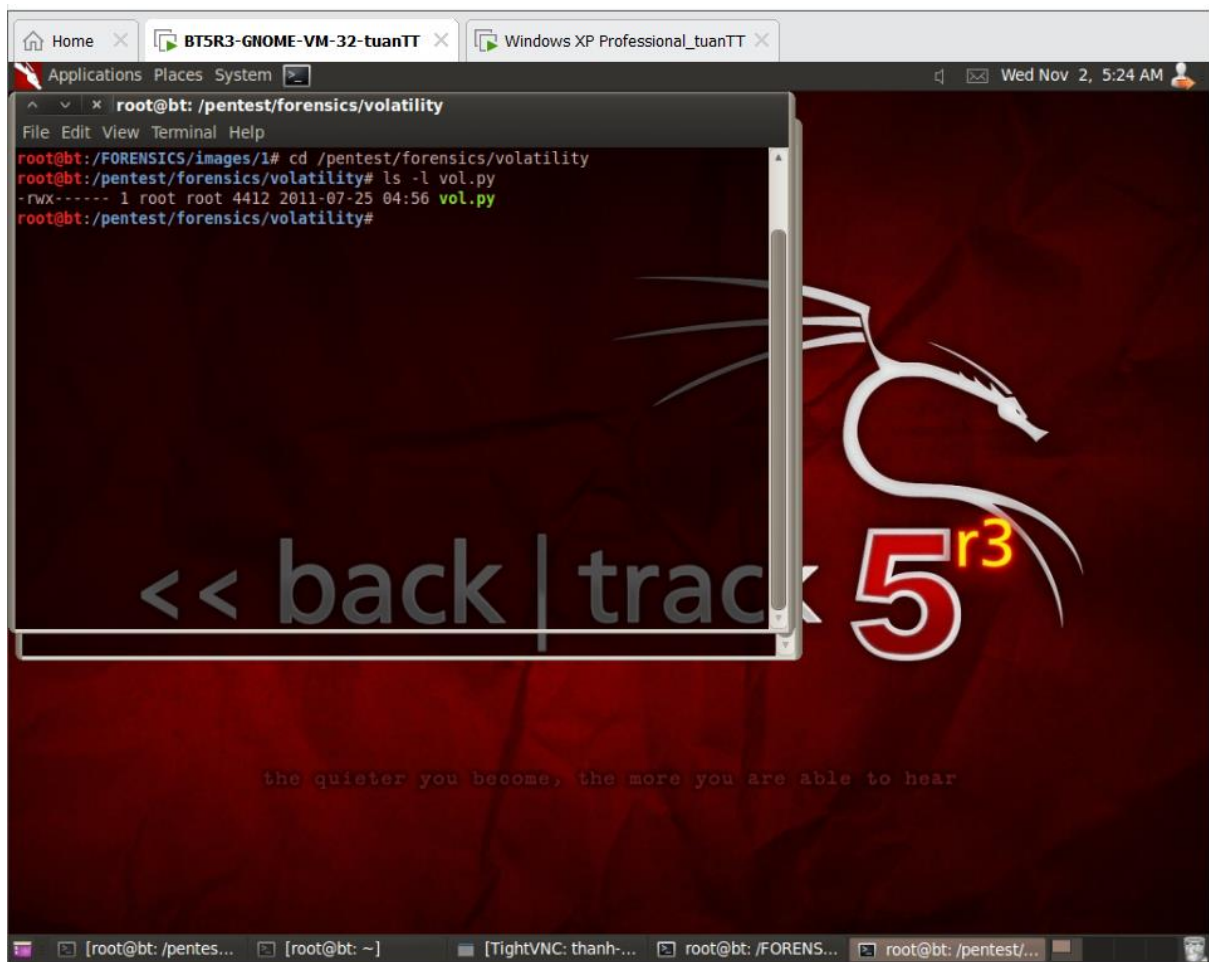 Home BT5R3-GNOME-VM-32-tuanTT Windows XP Professional_tuanTT
Applications Places System Wed Nov 2, 5:24 AM
root@bt: /pentest/forensics/volatility
File Edit View Terminal Help
root@bt:/FORENSICS/images/1# cd /pentest/forensics/volatility
root@bt:/pentest/forensics/volatility# ls -l vol.py
-rwx------ 1 root root 4412 2011-07-25 04:56 vol.py
root@bt:/pentest/forensics/volatility#
<< back | track 5 r3
the quieter you become, the more you are able to hear
[root@bt: /pentes... [root@bt: ~] [TightVNC: thanh-... root@bt: /FORENS... root@bt: /pentest/...